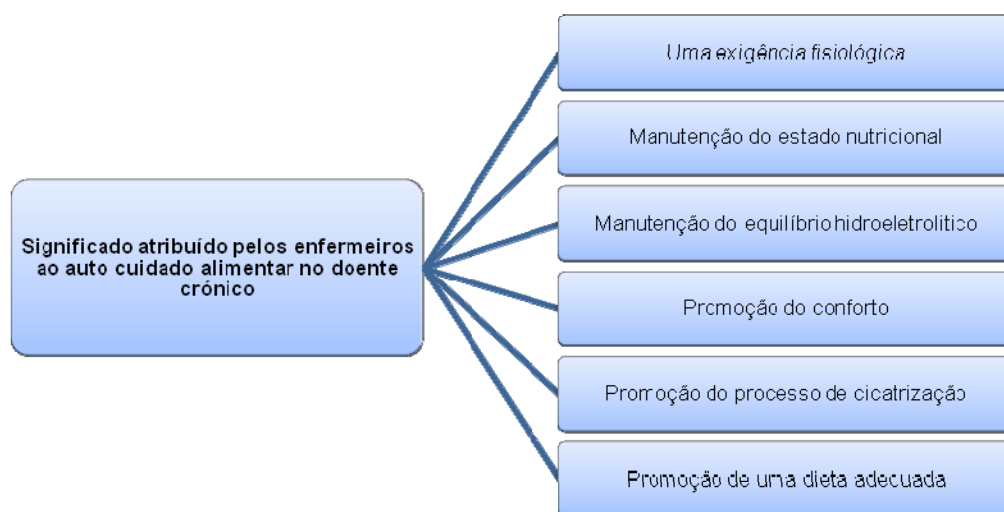 Uma exigência fisiológica
Manutenção do estado nutricional
Manutenção do equilíbrio hidroeletrolitico
Significado atribuído pelos enfermeiros
ao auto cuidado alimentar no doente
crónico
Promoção do conforto
Promoção do processo de cicatrização
Promoção de uma dieta adequada